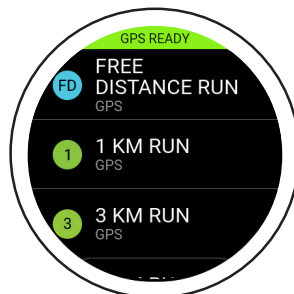 GPS READY
FD
FREE
DISTANCE RUN
GPS
1
1 KM RUN
GPS
3
3 KM RUN
GPS